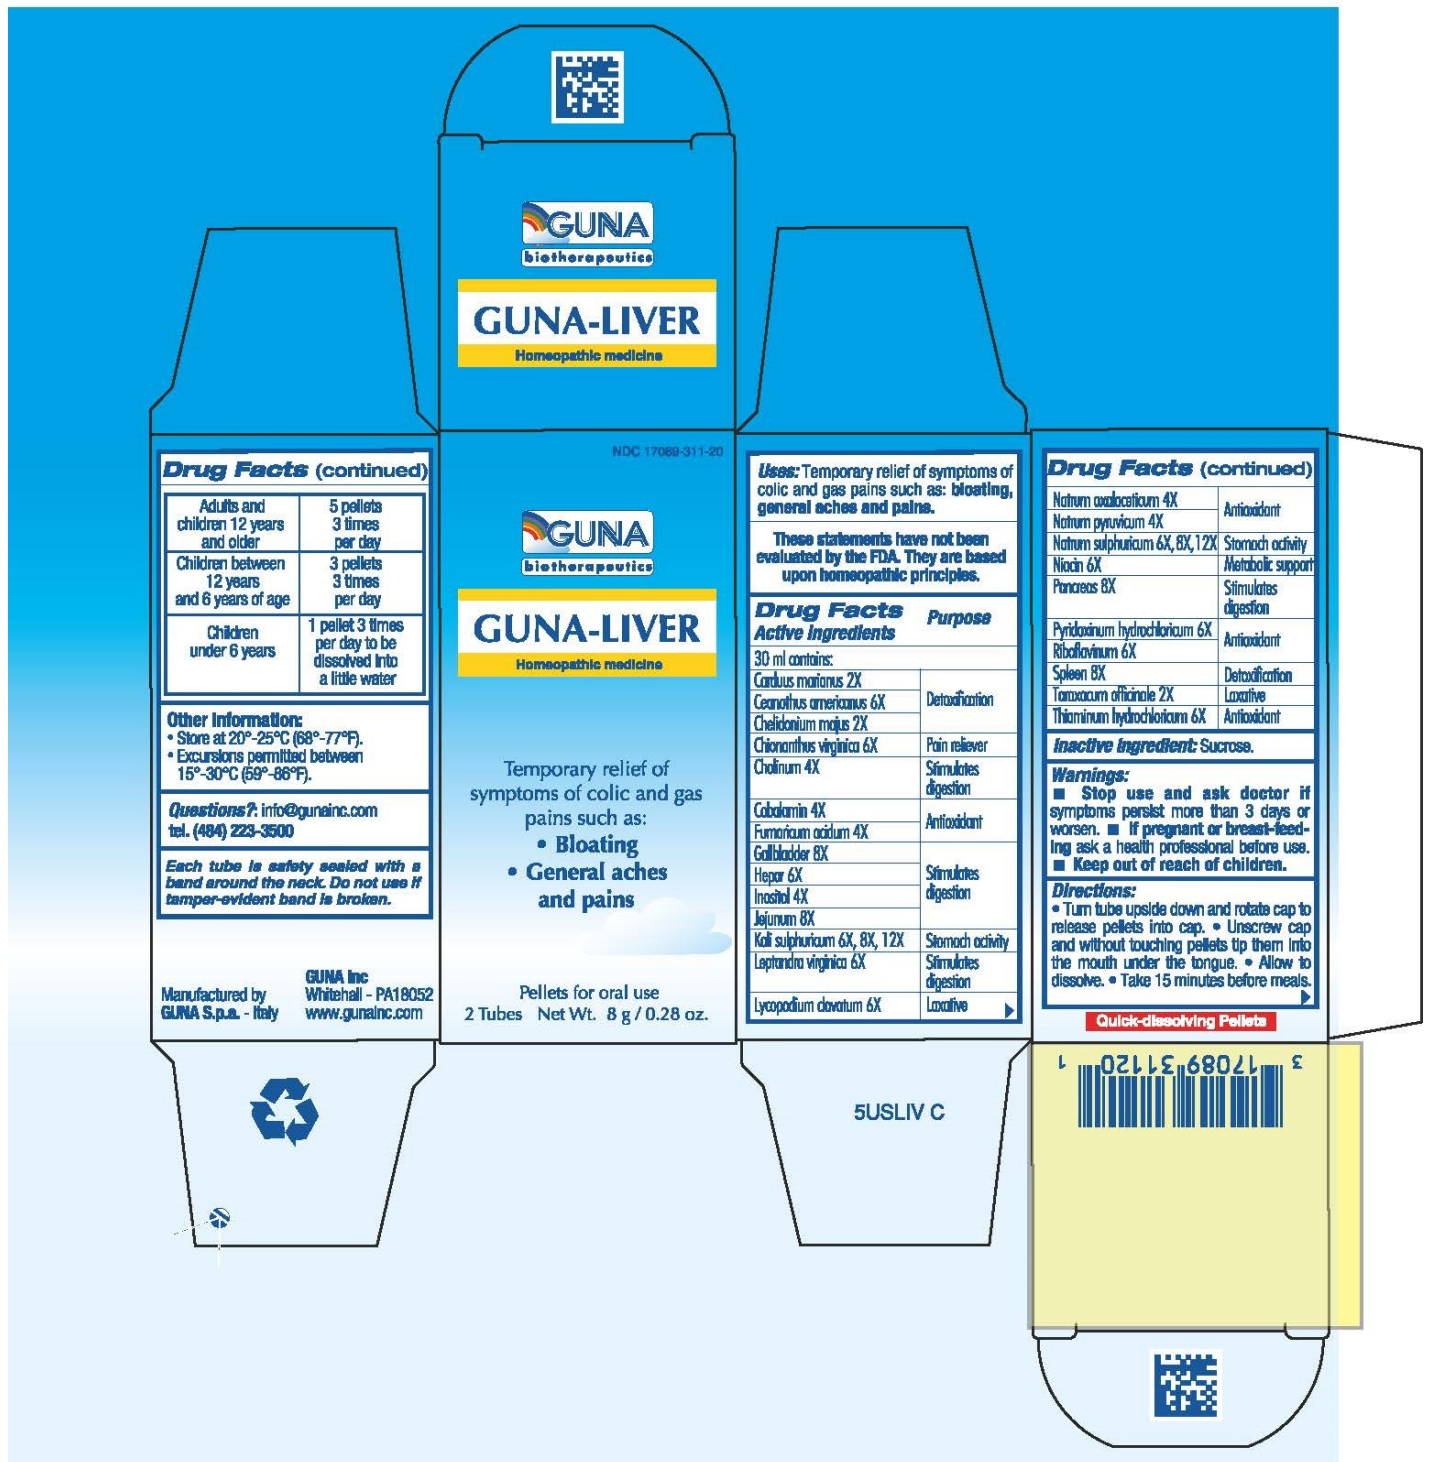 GUNA
biotherapeutics
GUNA-LIVER
Homeopathic medicine
Drug Facts (continued)
Adults and
children 12 years
and older
5 pellets
3 times
per day
Children between
12 years
and 6 years of age
3 pellets
3 times
per day
Children
under 6 years
1 pellet 3 times
per day to be
dissolved into
a little water
Other Information:
• Store at 20°-25°C (68°-77°F).
• Excursions permitted between
15°-30°C (59°-86°F).
Questions?: info@gunainc.com
tel. (484) 223-3500
Each tube is safety sealed with a
band around the neck. Do not use if
tamper-evident band is broken.
Manufactured by
GUNA S.p.a. - Italy
GUNA Inc
Whitehall - PA18052
www.gunainc.com
NDC 17089-311-20
GUNA
biotherapeutics
GUNA-LIVER
Homeopathic medicine
Temporary relief of
symptoms of colic and gas
pains such as:
• Bloating
• General aches
and pains
Pellets for oral use
2 Tubes Net Wt. 8 g / 0.28 oz.
Uses: Temporary relief of symptoms of
colic and gas pains such as: bloating,
general aches and pains.
These statements have not been
evaluated by the FDA. They are based
upon homeopathic principles.
Drug Facts
Active Ingredients Purpose
30 ml contains:
Carduus marianus 2X
Ceanothus americanus 6X
Chelidonium majus 2X
Detoxification
Chionanthus virginica 6X Pain reliever
Cholinum 4X Stimulates
digestion
Cobalamin 4X
Fumaricum acidum 4X
Antioxidant
Gallbladder 8X
Hepar 6X
Inositol 4X
Jejunum 8X
Stimulates
digestion
Kali sulphuricum 6X, 8X, 12X Stomach activity
Leptandra virginica 6X Stimulates
digestion
Lycopodium clavatum 6X Laxative
Drug Facts (continued)
Natrum oxalaceticum 4X
Natrum pyruvicum 4X
Antioxidant
Natrum sulphuricum 6X, 8X, 12X Stomach activity
Niacin 6X Metabolic support
Pancreas 8X Stimulates
digestion
Pyridoxinum hydrochloricum 6X
Riboflavinum 6X
Antioxidant
Spleen 8X Detoxification
Taraxacum officinale 2X Laxative
Thiaminum hydrochloricum 6X Antioxidant
Inactive Ingredient: Sucrose.
Warnings:
■ Stop use and ask doctor if
symptoms persist more than 3 days or
worsen. ■ If pregnant or breast-feed-
ing ask a health professional before use.
■ Keep out of reach of children.
Directions:
• Turn tube upside down and rotate cap to
release pellets into cap. • Unscrew cap
and without touching pellets tip them into
the mouth under the tongue. • Allow to
dissolve. • Take 15 minutes before meals.
Quick-dissolving Pellets
3 17089 31120 1
5USLIV C